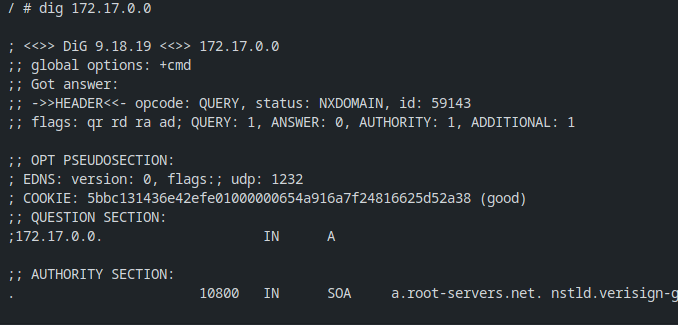 / # dig 172.17.0.0
; <<>> DiG 9.18.19 <<>> 172.17.0.0
;; global options: +cmd
;; Got answer:
;; ->>HEADER<<- opcode: QUERY, status: NXDOMAIN, id: 59143
;; flags: qr rd ra ad; QUERY: 1, ANSWER: 0, AUTHORITY: 1, ADDITIONAL: 1
;; OPT PSEUDOSECTION:
; EDNS: version: 0, flags:; udp: 1232
; COOKIE: 5bbc131436e42efe01000000654a916a7f24816625d52a38 (good)
;; QUESTION SECTION:
;172.17.0.0. IN A
;; AUTHORITY SECTION:
. 10800 IN SOA a.root-servers.net. nstld.verisign-g